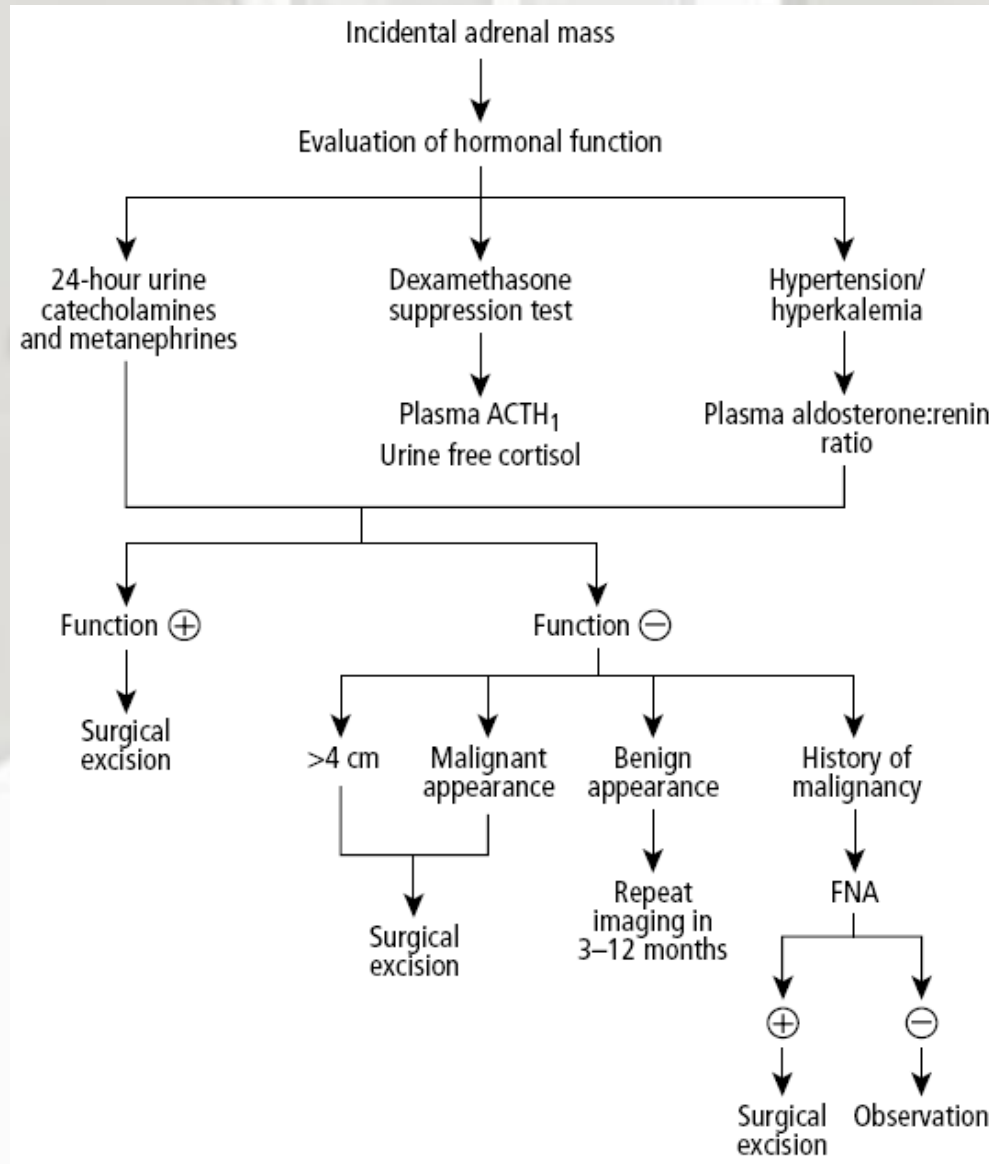 Incidental adrenal mass
Evaluation of hormonal function
24-hour urine
catecholamines
and metanephrines
Dexamethasone
suppression test
Hypertension/
hyperkalemia
Plasma ACTH1
Urine free cortisol
Plasma aldosterone:renin
ratio
Function ⊕
Function ⊖
Surgical
excision
>4 cm
Malignant
appearance
Benign
appearance
History of
malignancy
Surgical
excision
Repeat
imaging in
3–12 months
FNA
⊕
⊖
Surgical
excision
Observation